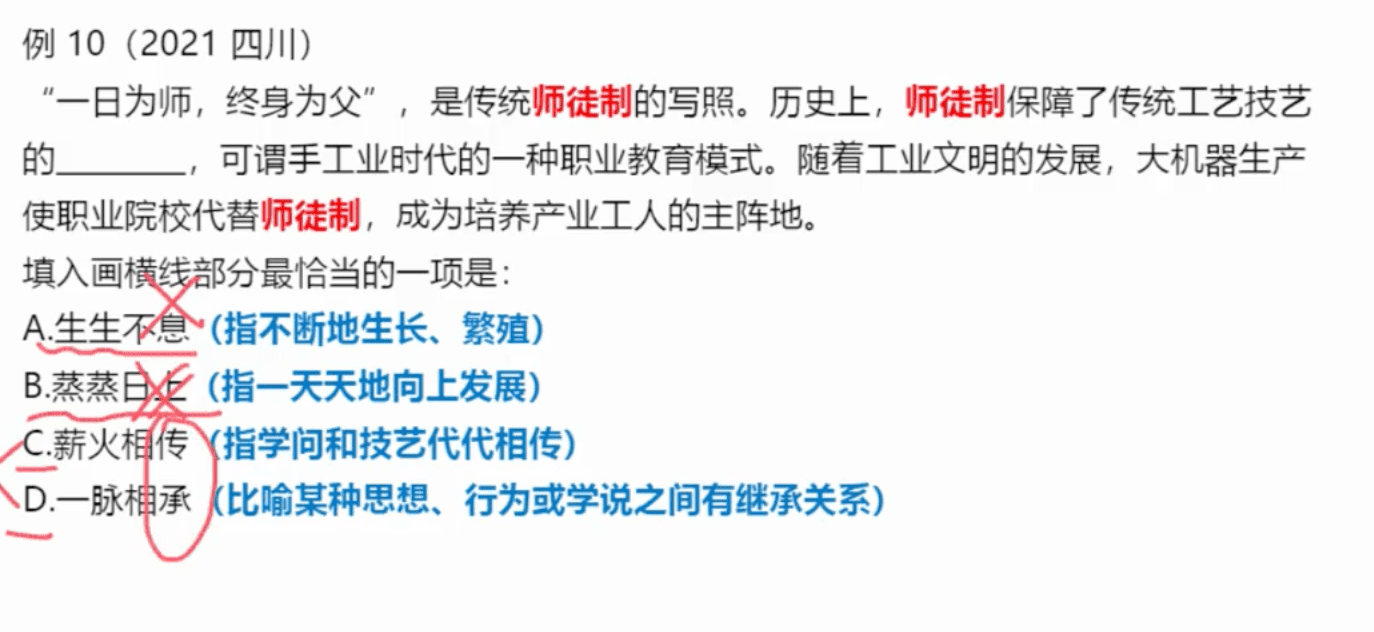 例 10（2021 四川）
“一日为师，终身为父”，是传统师徒制的写照。历史上，师徒制保障了传统工艺技艺
的________，可谓手工业时代的一种职业教育模式。随着工业文明的发展，大机器生产
使职业院校代替师徒制，成为培养产业工人的主阵地。
填入画横线部分最恰当的一项是：
A.生生不息（指不断地生长、繁殖）
B.蒸蒸日上（指一天天地向上发展）
C.薪火相传（指学问和技艺代代相传）
D.一脉相承（比喻某种思想、行为或学说之间有继承关系）